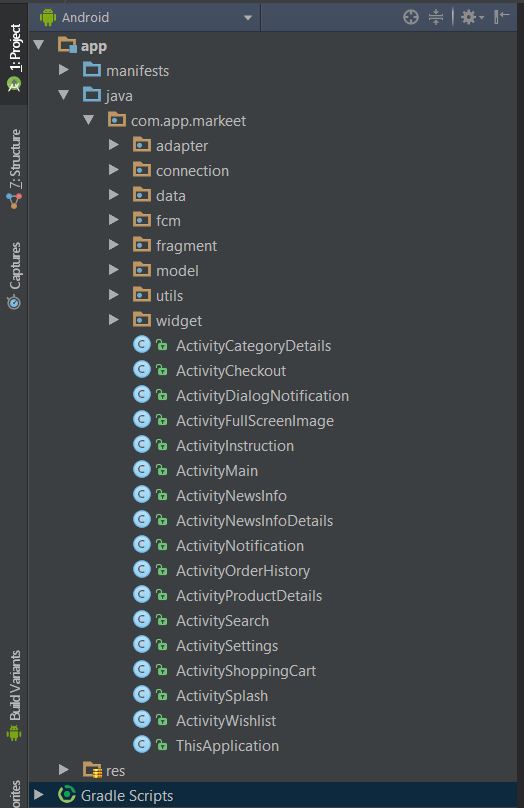 Android
app
manifests
java
com.app.markeet
adapter
connection
data
fcm
fragment
model
utils
widget
ActivityCategoryDetails
ActivityCheckout
ActivityDialogNotification
ActivityFullScreenImage
ActivityInstruction
ActivityMain
ActivityNewsInfo
ActivityNewsInfoDetails
ActivityNotification
ActivityOrderHistory
ActivityProductDetails
ActivitySearch
ActivitySettings
ActivityShoppingCart
ActivitySplash
ActivityWishlist
ThisApplication
res
Gradle Scripts
1: Project
7: Structure
Captures
Build Variants